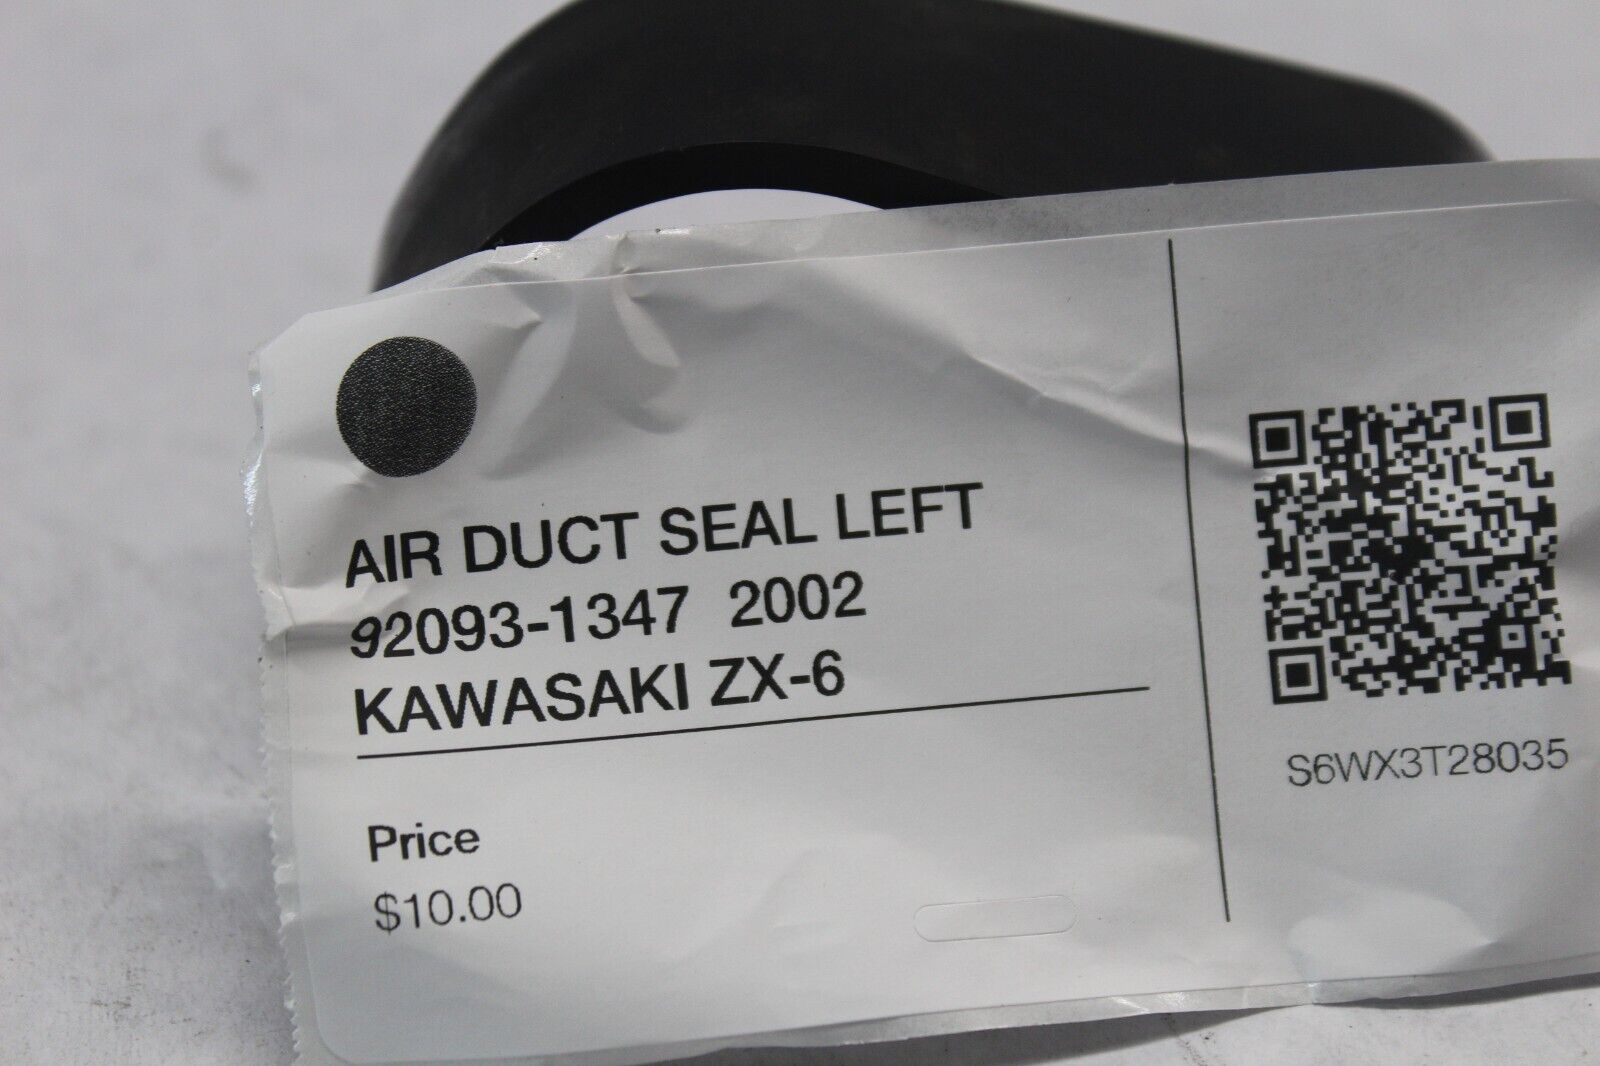 AIR DUCT SEAL LEFT
92093-1347 2002
KAWASAKI ZX-6
Price
$10.00
S6WX3T28035